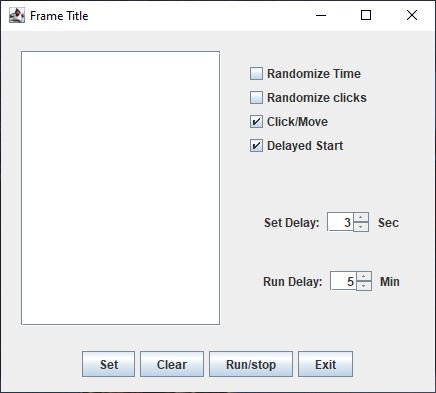 Frame Title
Randomize Time
Randomize clicks
Click/Move
Delayed Start
Set Delay: 3 Sec
Run Delay: 5 Min
Set Clear Run/stop Exit